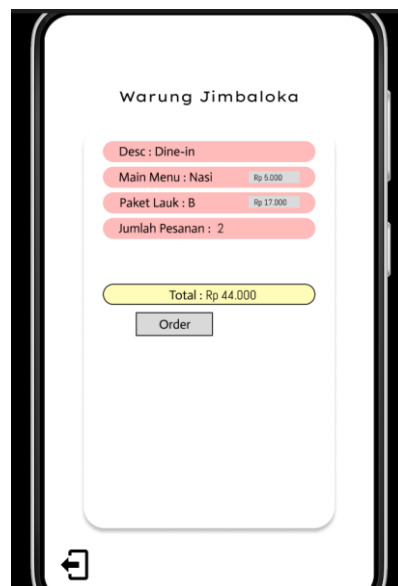 Warung Jimbaloka
Desc : Dine-in
Main Menu : Nasi Rp 5.000
Paket Lauk : B Rp 17.000
Jumlah Pesanan : 2
Total : Rp 44.000
Order